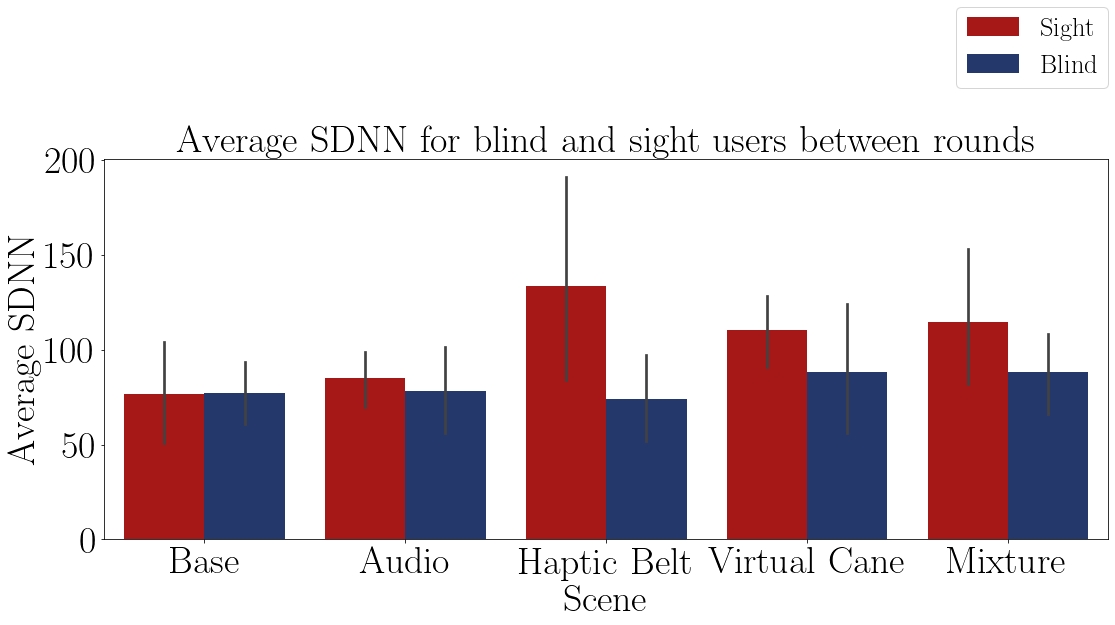 Sight
Blind
Average SDNN for blind and sight users between rounds
Average SDNN
200
150
100
50
0
Base Audio Haptic Belt Virtual Cane Mixture
Scene